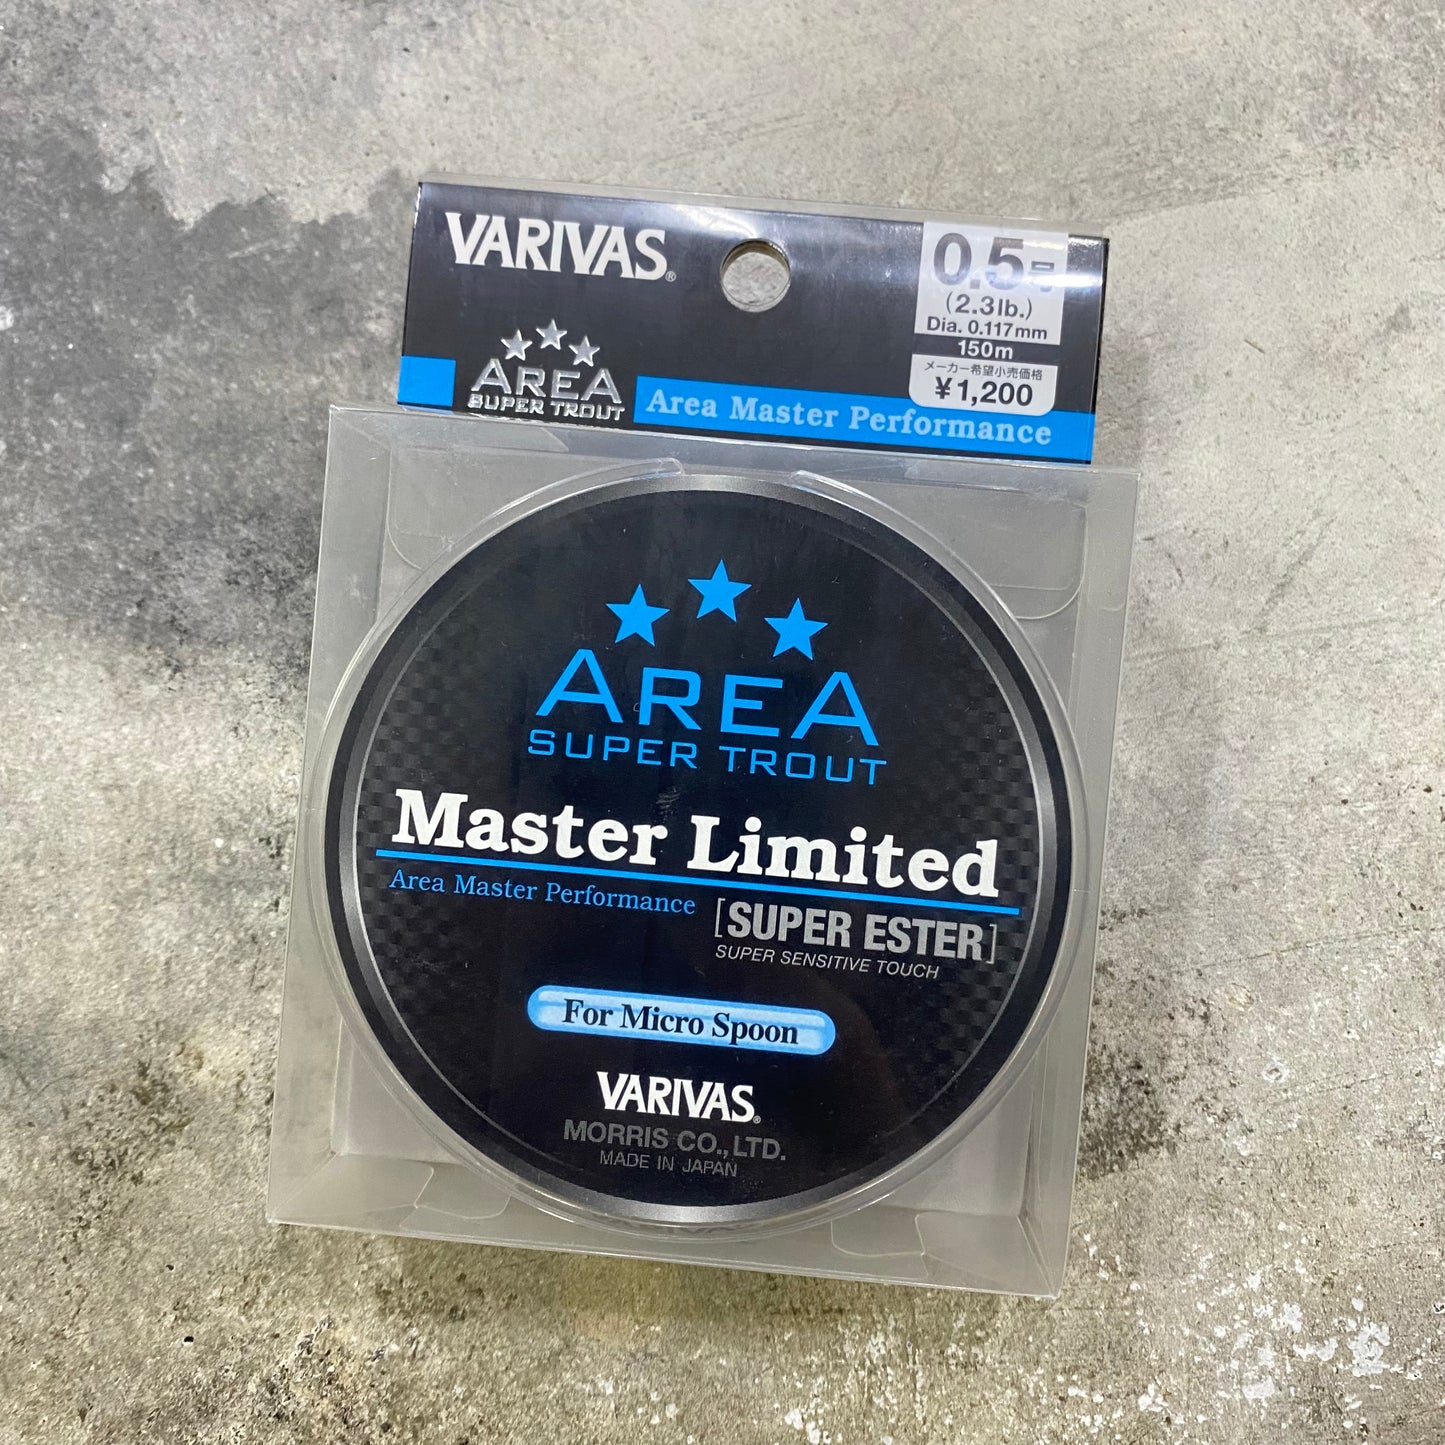 VARIVAS®
0.5号
(2.3lb.)
Dia. 0.117mm
150m
メーカー希望小売価格
¥1,200
AREA
SUPER TROUT
Area Master Performance
AREA
SUPER TROUT
Master Limited
Area Master Performance
[SUPER ESTER]
SUPER SENSITIVE TOUCH
For Micro Spoon
VARIVAS®
MORRIS CO.,LTD.
MADE IN JAPAN